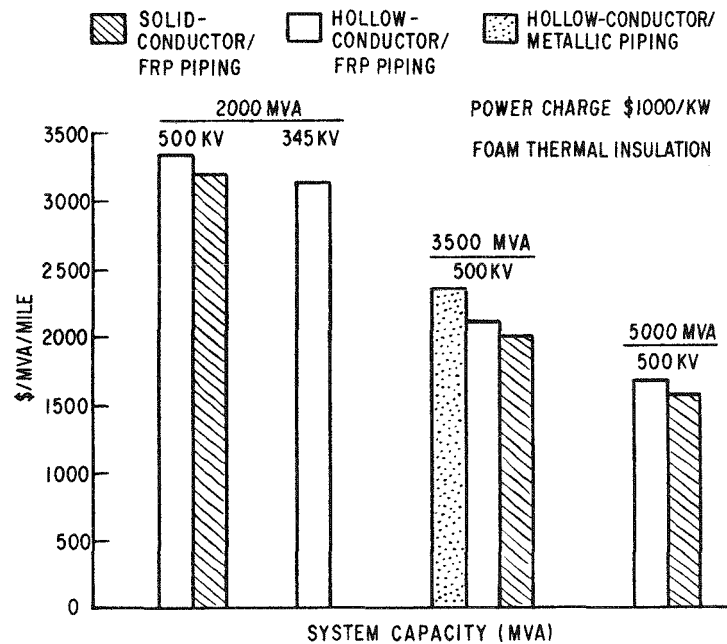 SOLID-
CONDUCTOR/
FRP PIPING
HOLLOW-
CONDUCTOR/
FRP PIPING
HOLLOW-CONDUCTOR/
METALLIC PIPING
2000 MVA
500 KV
345 KV
POWER CHARGE $1000/KW
FOAM THERMAL INSULATION
3500 MVA
500 KV
5000 MVA
500 KV
$/MVA/MILE
3500
3000
2500
2000
1500
1000
500
0
SYSTEM CAPACITY (MVA)